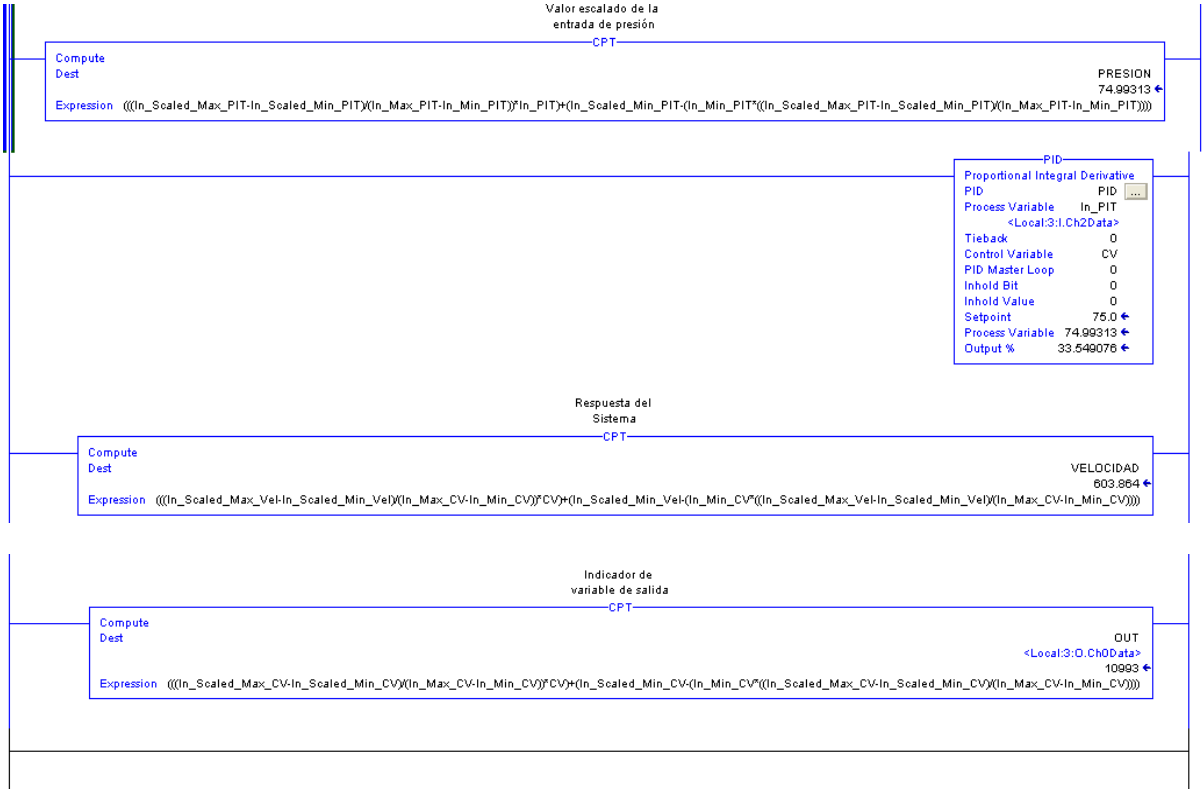 Valor escalado de la
entrada de presión
CPT
Compute
Dest PRESION
74.99313
Expression (((In_Scaled_Max_PIT-In_Scaled_Min_PIT)/(In_Max_PIT-In_Min_PIT))*In_PIT)+(In_Scaled_Min_PIT-(In_Min_PIT*((In_Scaled_Max_PIT-In_Scaled_Min_PIT)/(In_Max_PIT-In_Min_PIT))))
PID
Proportional Integral Derivative
PID PID ...
Process Variable In_PIT
<Local:3:I.Ch2Data>
Tieback 0
Control Variable CV
PID Master Loop 0
Inhold Bit 0
Inhold Value 0
Setpoint 75.0
Process Variable 74.99313
Output % 33.549076
Respuesta del
Sistema
CPT
Compute
Dest VELOCIDAD
603.864
Expression (((In_Scaled_Max_Vel-In_Scaled_Min_Vel)/(In_Max_CV-In_Min_CV))*CV)+(In_Scaled_Min_Vel-(In_Min_CV*((In_Scaled_Max_Vel-In_Scaled_Min_Vel)/(In_Max_CV-In_Min_CV))))
Indicador de
variable de salida
CPT
Compute
Dest OUT
<Local:3:O.Ch0Data>
10993
Expression (((In_Scaled_Max_CV-In_Scaled_Min_CV)/(In_Max_CV-In_Min_CV))*CV)+(In_Scaled_Min_CV-(In_Min_CV*((In_Scaled_Max_CV-In_Scaled_Min_CV)/(In_Max_CV-In_Min_CV))))